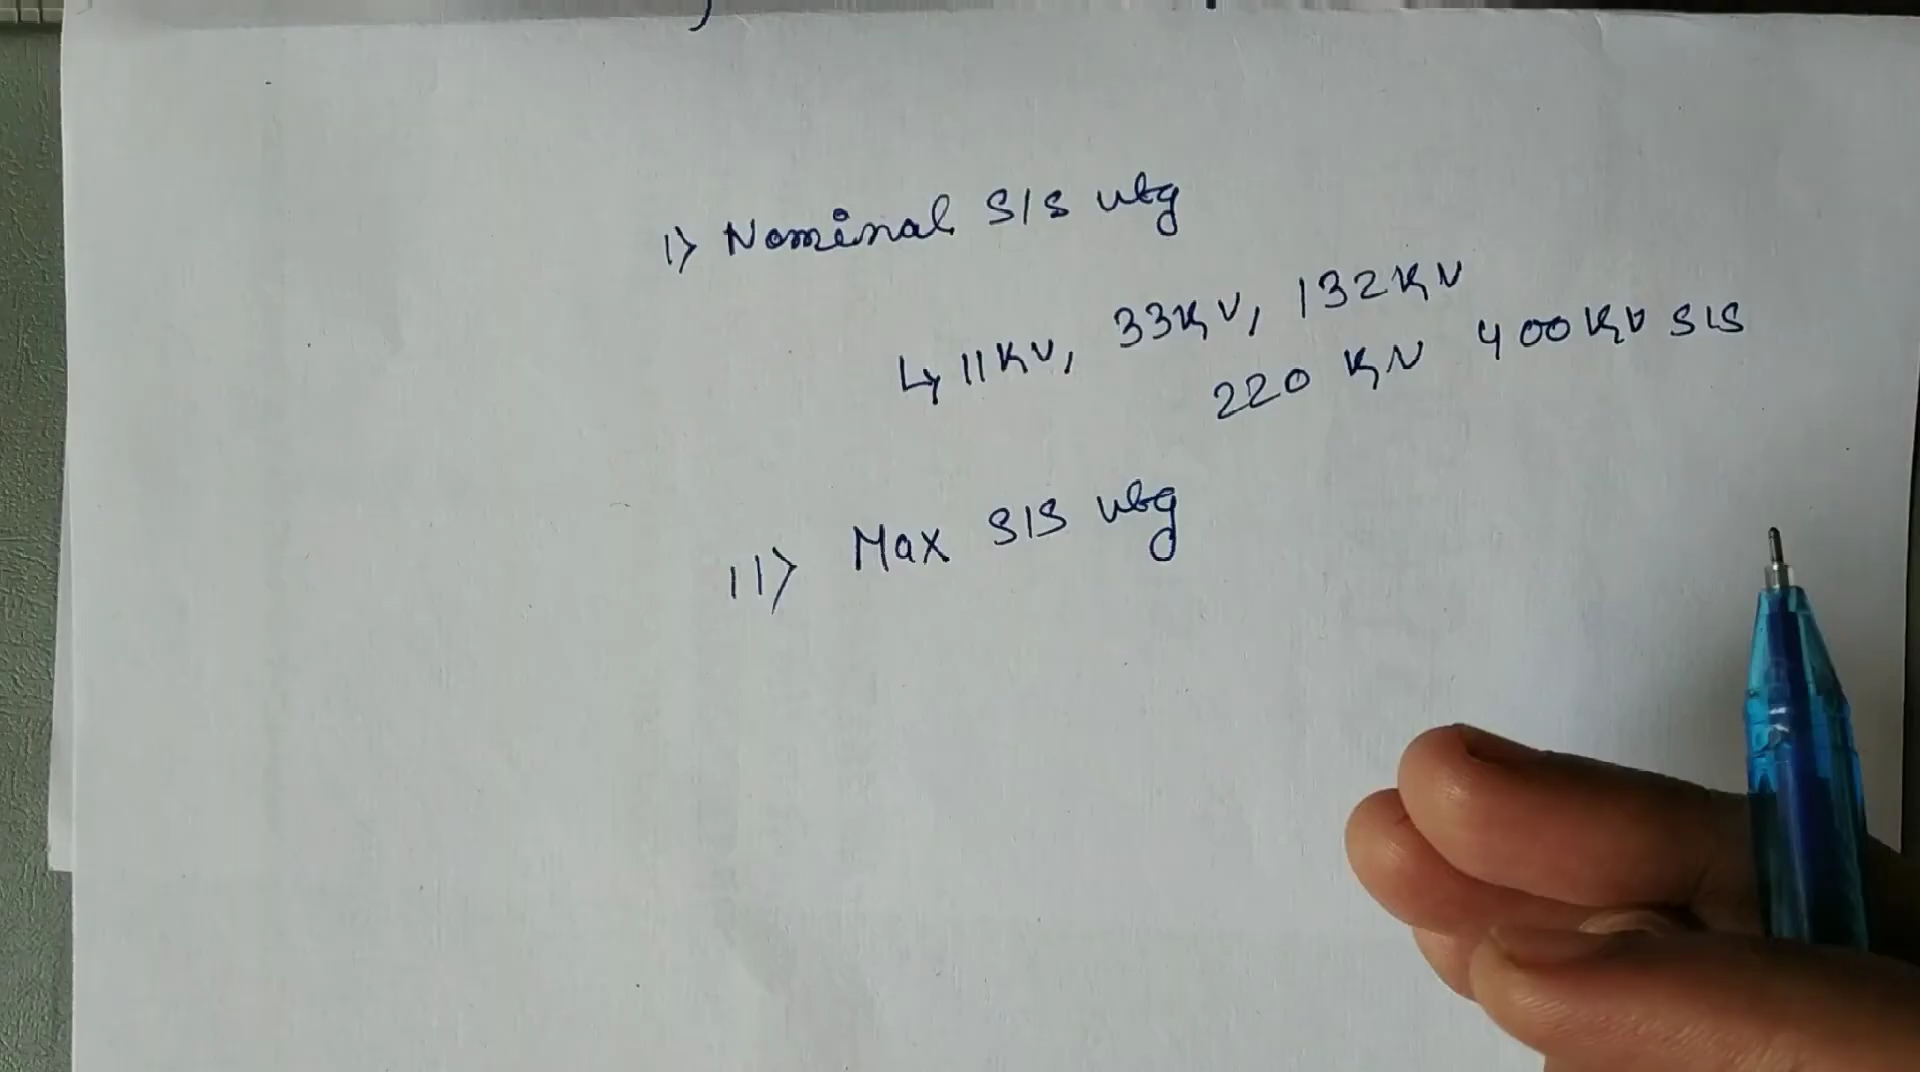 1> Nominal S/S vtg
↳ 11KV, 33KV, 132KV
220 KV 400KV S/S
11> Max S/S vtg